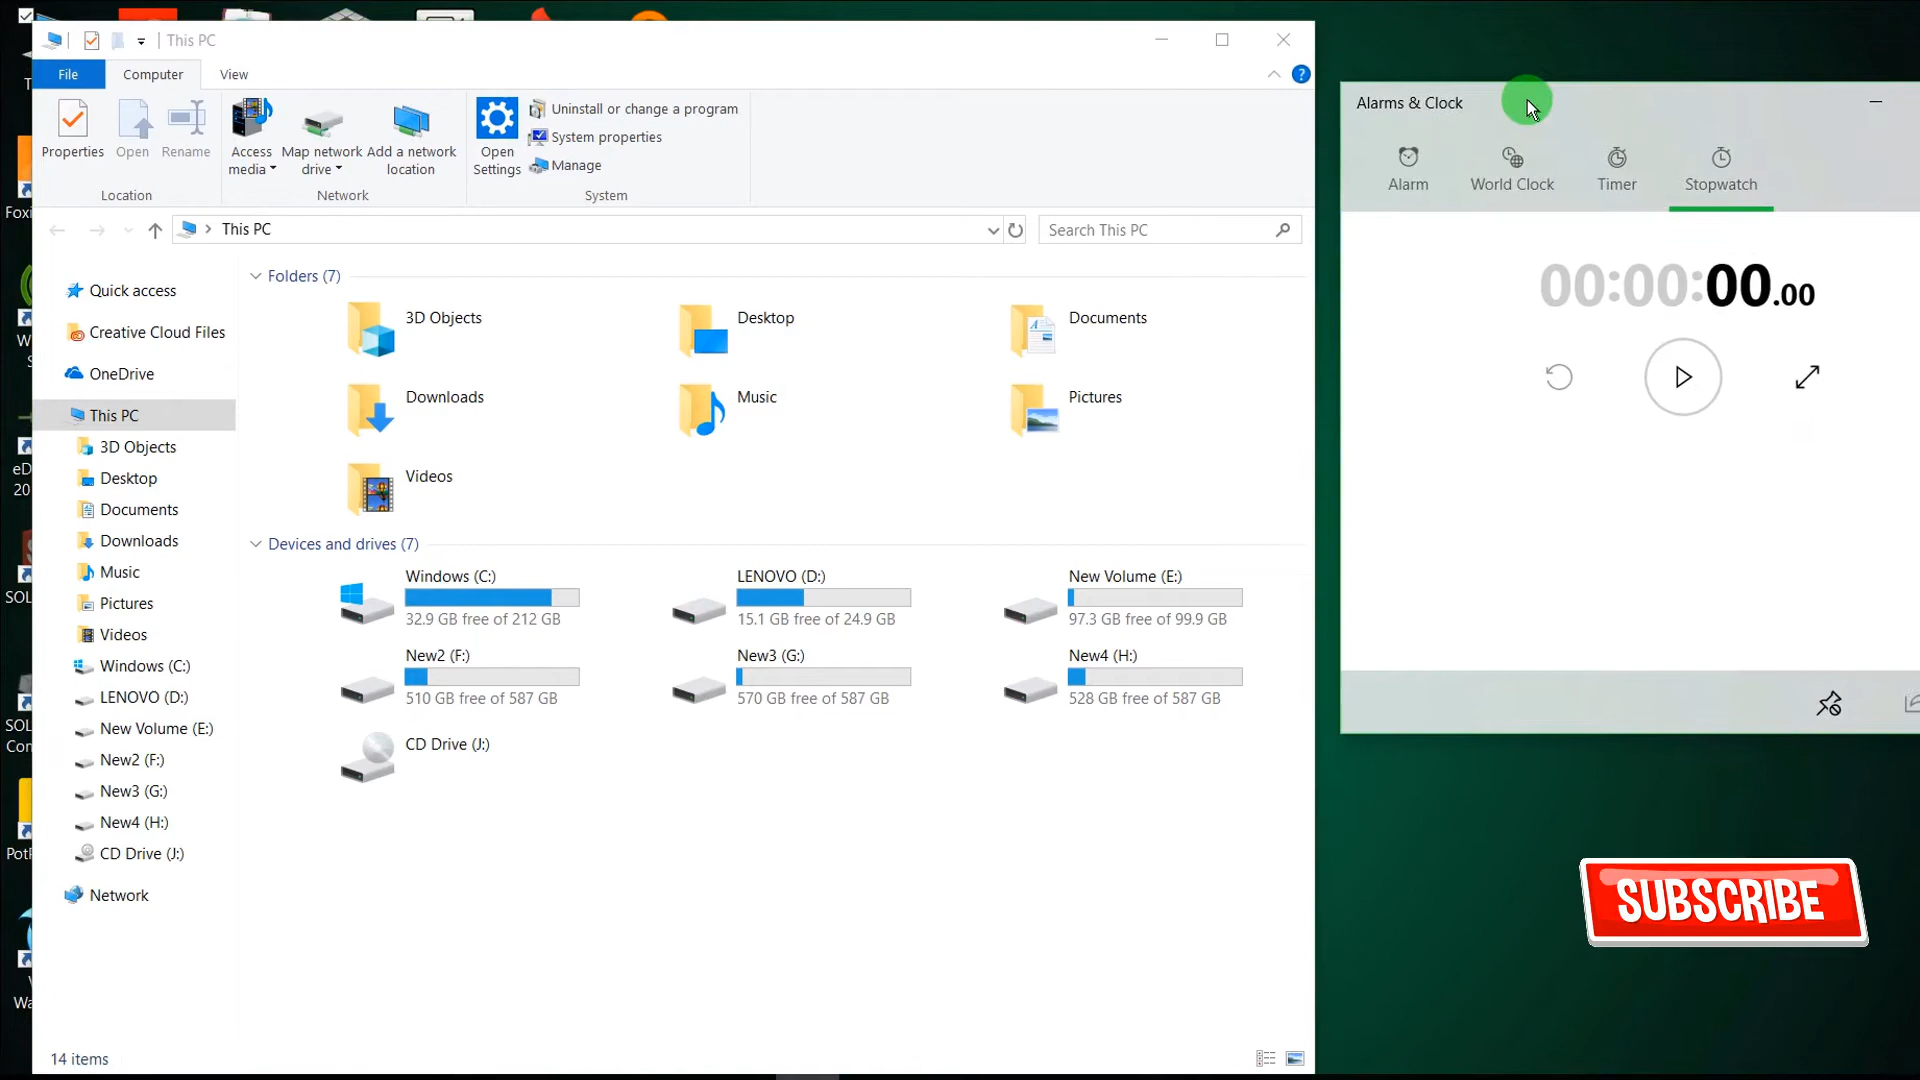 This PC
File
Computer
View
Properties
Open
Rename
Location
Access
media
Map network
drive
Add a network
location
Network
Open
Settings
Uninstall or change a program
System properties
Manage
System
This PC
Search This PC
Quick access
Creative Cloud Files
OneDrive
This PC
3D Objects
Desktop
Documents
Downloads
Music
Pictures
Videos
Windows (C:)
LENOVO (D:)
New Volume (E:)
New2 (F:)
New3 (G:)
New4 (H:)
CD Drive (J:)
Network
Folders (7)
3D Objects
Desktop
Documents
Downloads
Music
Pictures
Videos
Devices and drives (7)
Windows (C:)
32.9 GB free of 212 GB
LENOVO (D:)
15.1 GB free of 24.9 GB
New Volume (E:)
97.3 GB free of 99.9 GB
New2 (F:)
510 GB free of 587 GB
New3 (G:)
570 GB free of 587 GB
New4 (H:)
528 GB free of 587 GB
CD Drive (J:)
14 items
Alarms & Clock
Alarm
World Clock
Timer
Stopwatch
00:00:00.00
SUBSCRIBE